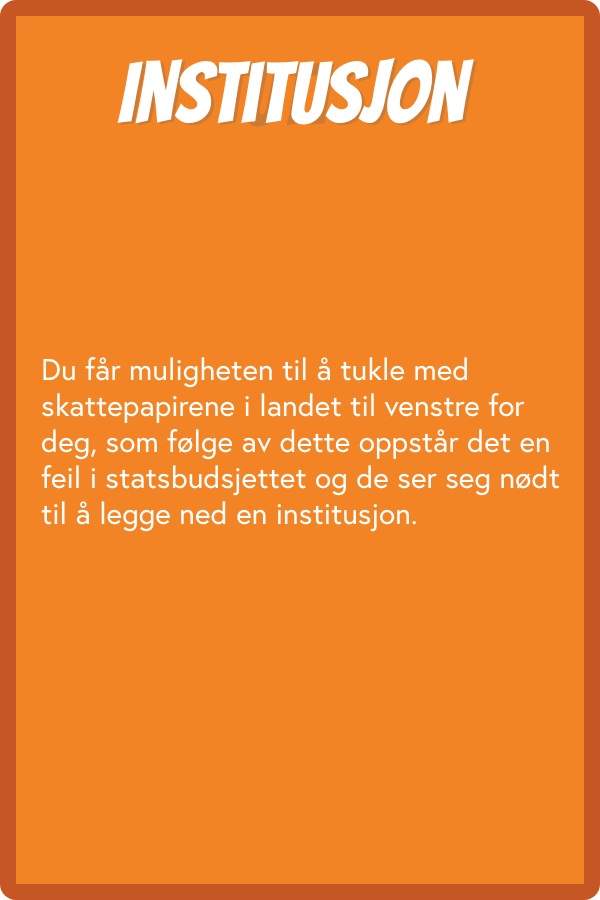 INSTITUSJON
Du får muligheten til å tukle med
skattepapirene i landet til venstre for
deg, som følge av dette oppstår det en
feil i statsbudsjettet og de ser seg nødt
til å legge ned en institusjon.